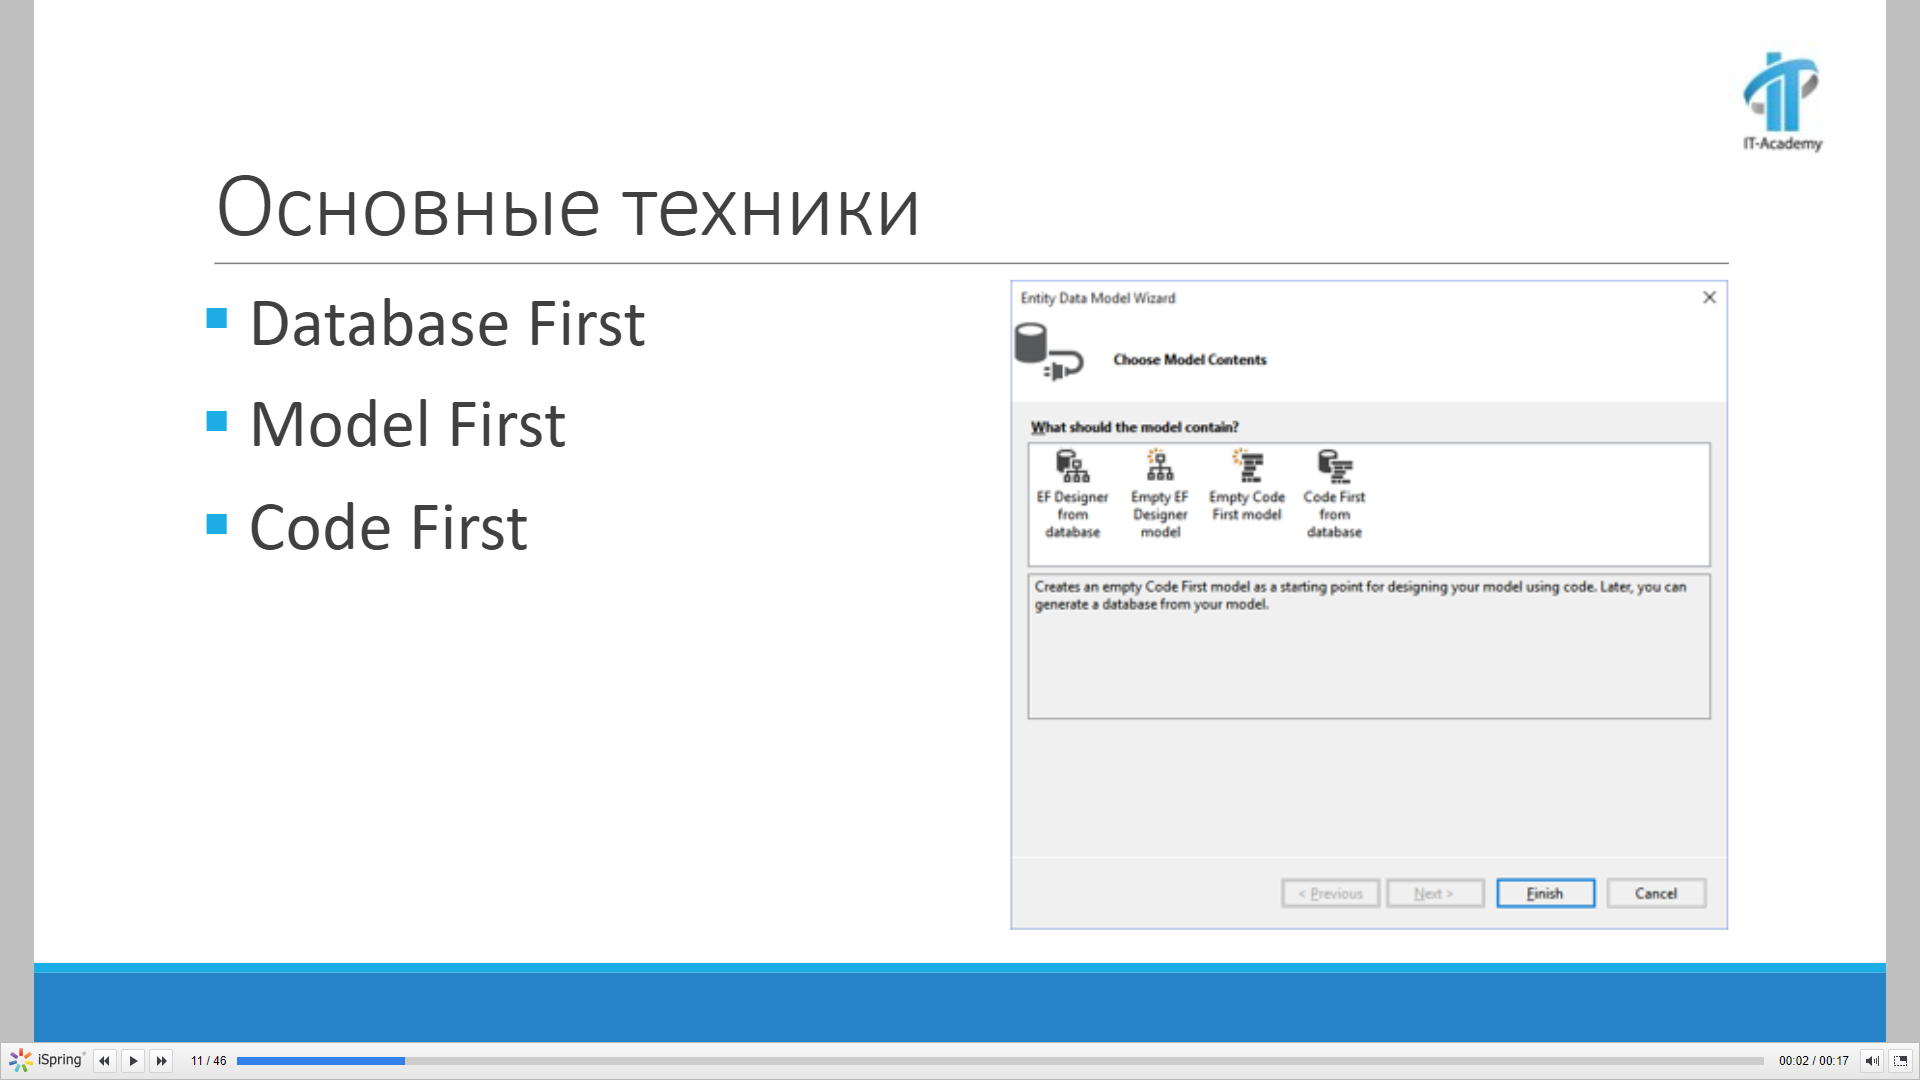 IT-Academy
Основные техники
Database First
Model First
Code First
Entity Data Model Wizard
Choose Model Contents
What should the model contain?
EF Designer
from
database
Empty EF
Designer
model
Empty Code
First model
Code First
from
database
Creates an empty Code First model as a starting point for designing your model using code. Later, you can
generate a database from your model.
< Previous
Next >
Finish
Cancel
iSpring
11 / 46
00:02 / 00:17